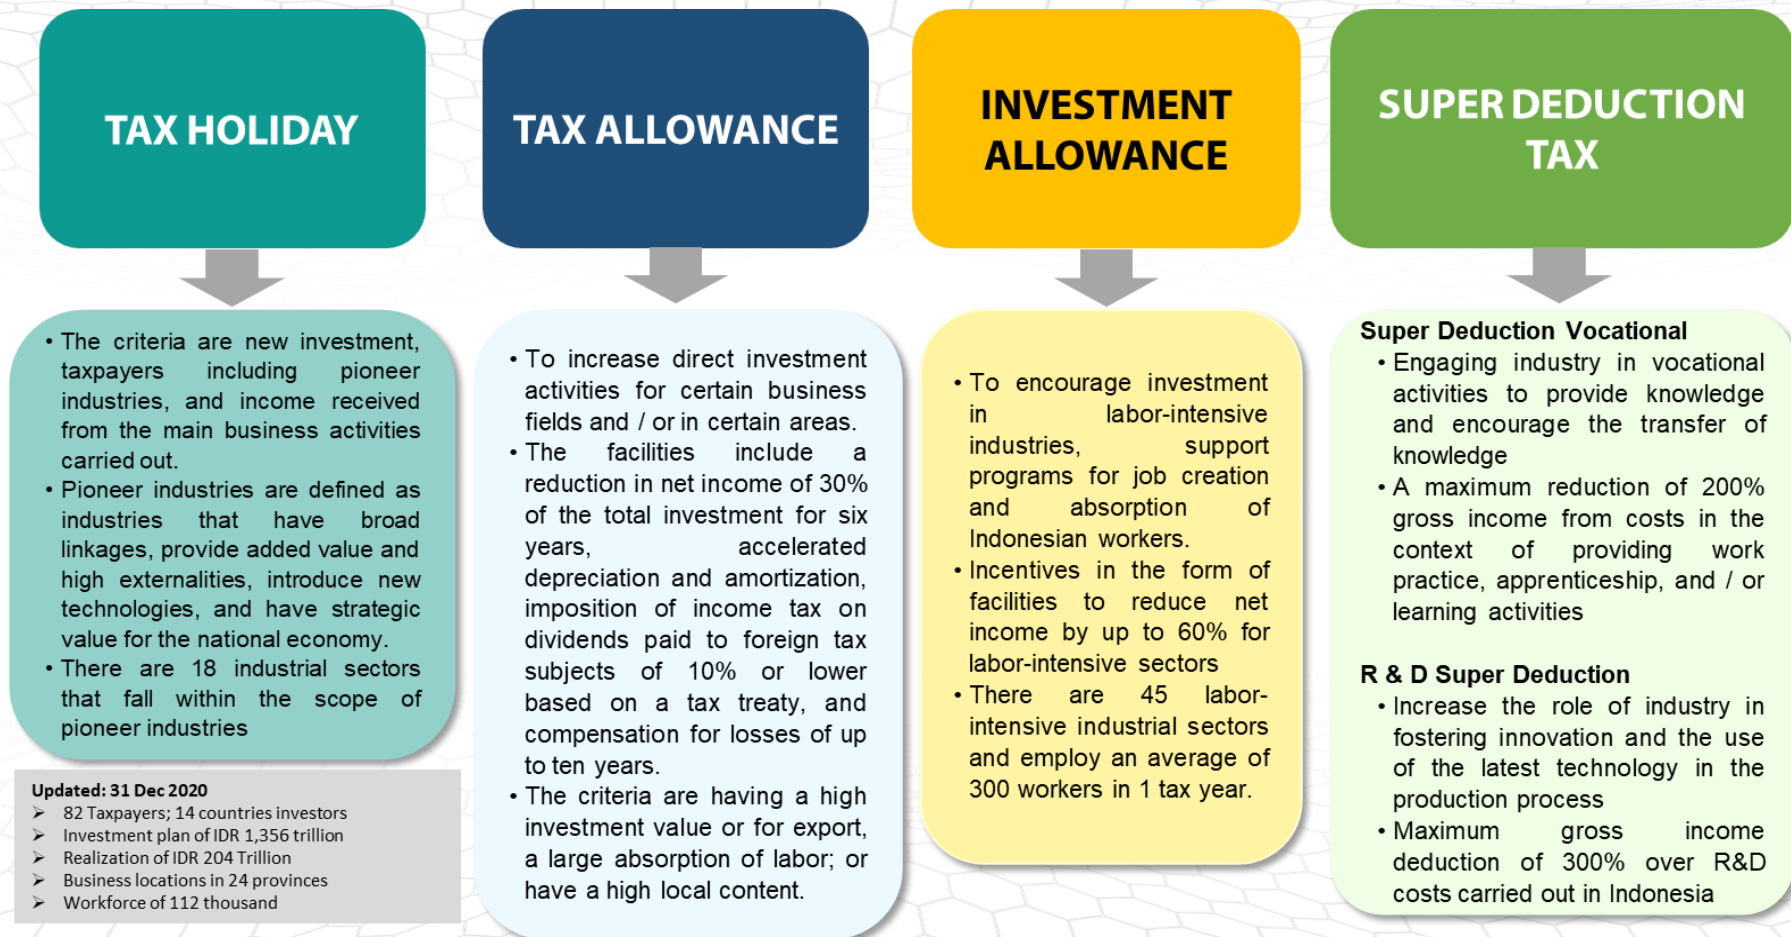 TAX HOLIDAY
• The criteria are new investment,
taxpayers including pioneer
industries, and income received
from the main business activities
carried out.
• Pioneer industries are defined as
industries that have broad
linkages, provide added value and
high externalities, introduce new
technologies, and have strategic
value for the national economy.
• There are 18 industrial sectors
that fall within the scope of
pioneer industries
Updated: 31 Dec 2020
➢ 82 Taxpayers; 14 countries investors
➢ Investment plan of IDR 1,356 trillion
➢ Realization of IDR 204 Trillion
➢ Business locations in 24 provinces
➢ Workforce of 112 thousand
TAX ALLOWANCE
• To increase direct investment
activities for certain business
fields and / or in certain areas.
• The facilities include a
reduction in net income of 30%
of the total investment for six
years, accelerated
depreciation and amortization,
imposition of income tax on
dividends paid to foreign tax
subjects of 10% or lower
based on a tax treaty, and
compensation for losses of up
to ten years.
• The criteria are having a high
investment value or for export,
a large absorption of labor; or
have a high local content.
INVESTMENT
ALLOWANCE
• To encourage investment
in labor-intensive
industries, support
programs for job creation
and absorption of
Indonesian workers.
• Incentives in the form of
facilities to reduce net
income by up to 60% for
labor-intensive sectors
• There are 45 labor-
intensive industrial sectors
and employ an average of
300 workers in 1 tax year.
SUPER DEDUCTION
TAX
Super Deduction Vocational
• Engaging industry in vocational
activities to provide knowledge
and encourage the transfer of
knowledge
• A maximum reduction of 200%
gross income from costs in the
context of providing work
practice, apprenticeship, and / or
learning activities
R & D Super Deduction
• Increase the role of industry in
fostering innovation and the use
of the latest technology in the
production process
• Maximum gross income
deduction of 300% over R&D
costs carried out in Indonesia